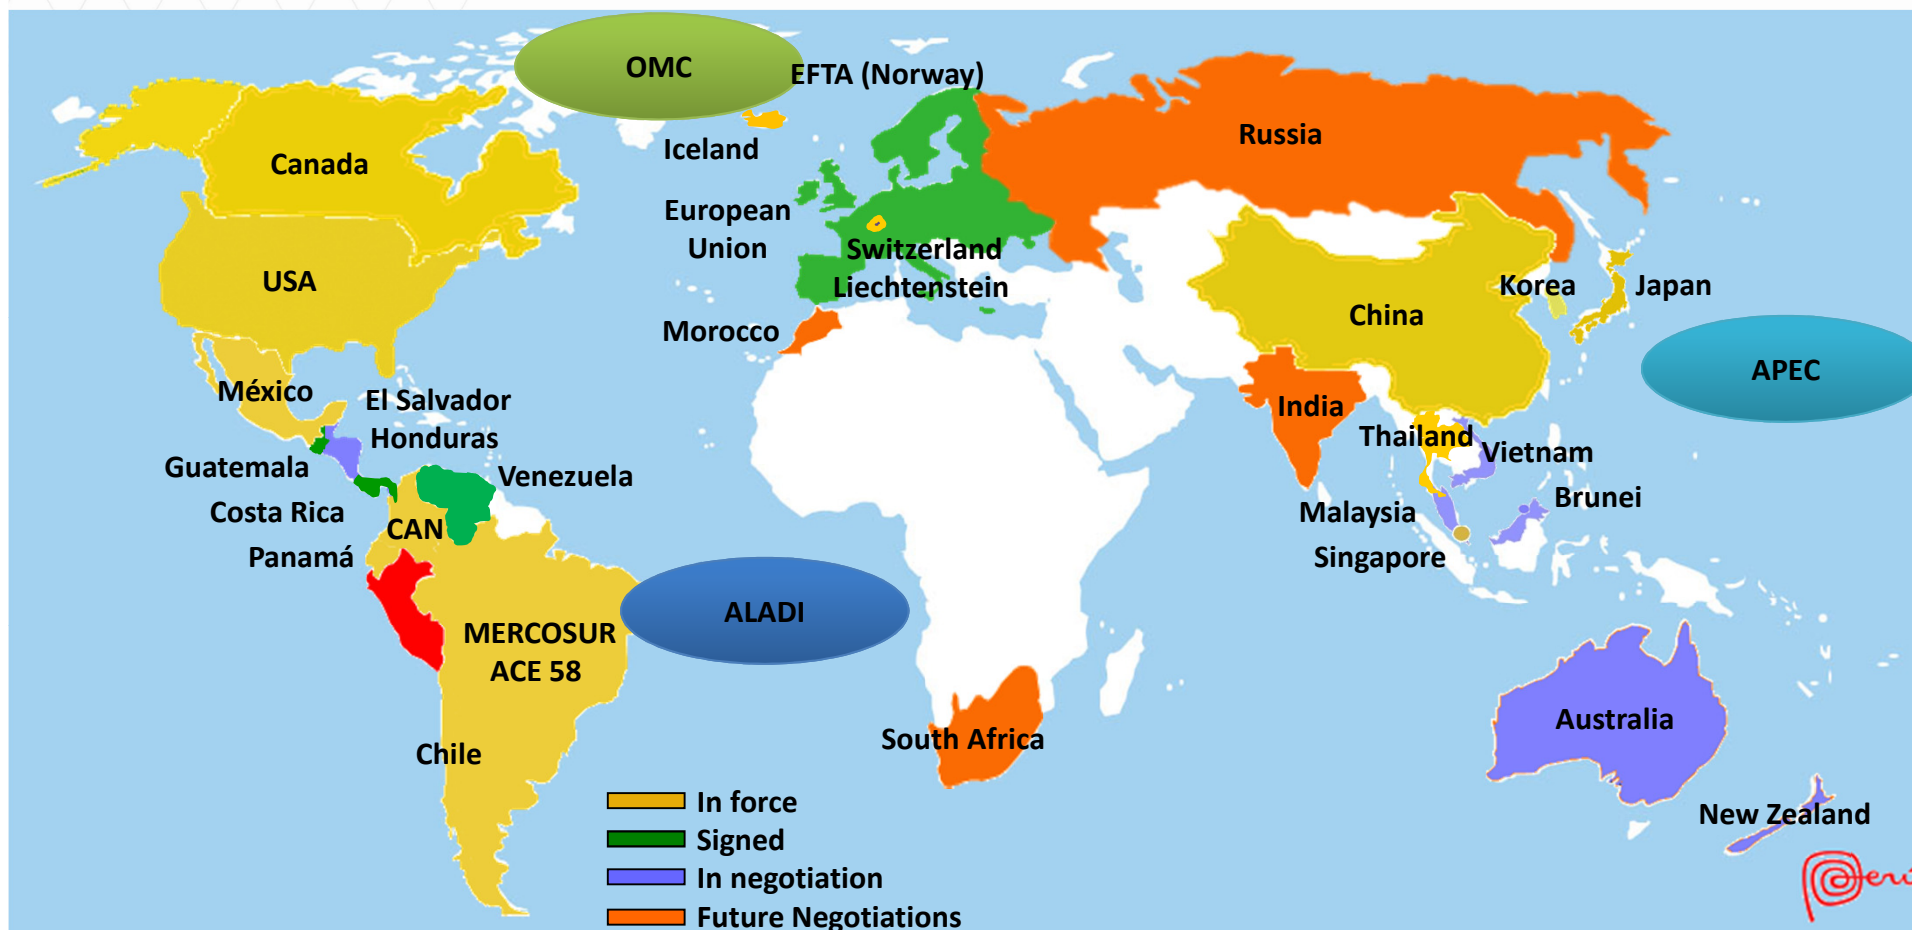 OMC
EFTA (Norway)
Iceland
Canada
Russia
European
Union
Switzerland
Liechtenstein
USA
Korea
Japan
China
Morocco
APEC
México
El Salvador
Honduras
India
Thailand
Vietnam
Guatemala
Venezuela
Costa Rica
CAN
Malaysia
Brunei
Panamá
Singapore
ALADI
MERCOSUR
ACE 58
Chile
South Africa
Australia
New Zealand
In force
Signed
In negotiation
Future Negotiations
Perú